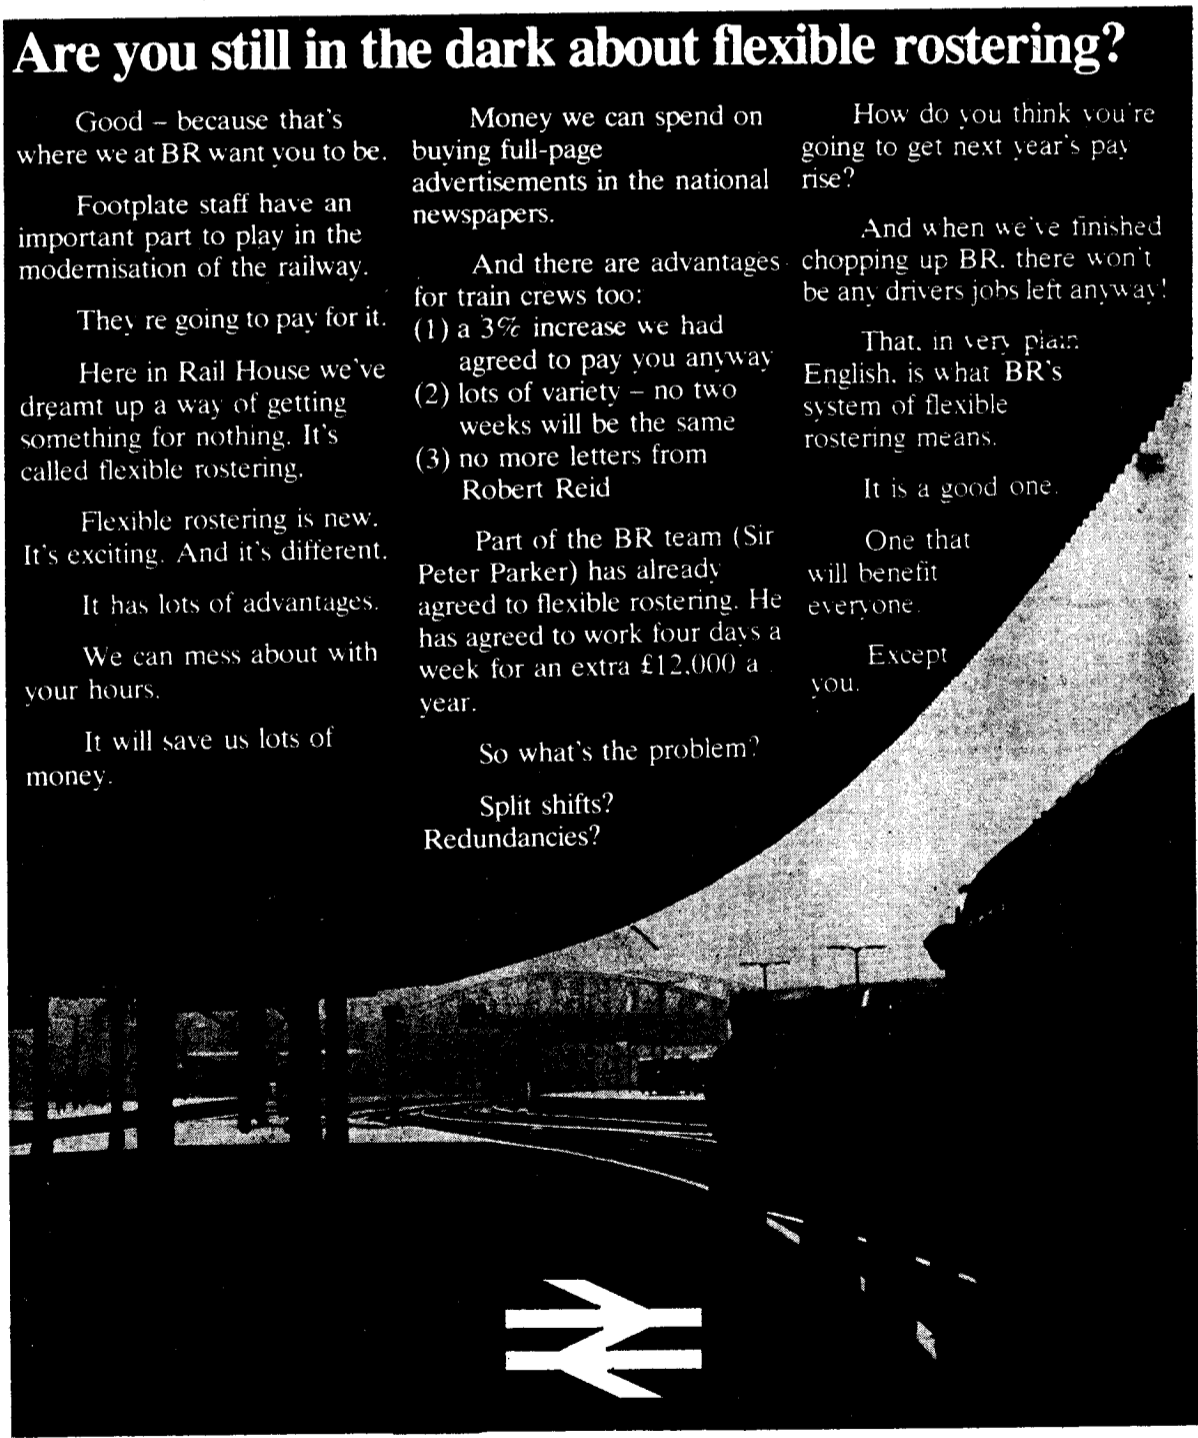 Are you still in the dark about flexible rostering?
Good – because that's
where we at BR want you to be.
Footplate staff have an
important part to play in the
modernisation of the railway.
They re going to pay for it.
Here in Rail House we've
dreamt up a way of getting
something for nothing. It's
called flexible rostering.
Flexible rostering is new.
It's exciting. And it's different.
It has lots of advantages.
We can mess about with
your hours.
It will save us lots of
money.
Money we can spend on
buying full-page
advertisements in the national
newspapers.
And there are advantages
for train crews too:
(1) a 3% increase we had
agreed to pay you anyway
(2) lots of variety – no two
weeks will be the same
(3) no more letters from
Robert Reid
Part of the BR team (Sir
Peter Parker) has already
agreed to flexible rostering. He
has agreed to work four days a
week for an extra £12,000 a
year.
So what's the problem?
Split shifts?
Redundancies?
How do you think you're
going to get next year's pay
rise?
And when we've finished
chopping up BR, there won't
be any drivers jobs left anyway!
That, in very plain
English, is what BR's
system of flexible
rostering means.
It is a good one.
One that
will benefit
everyone.
Except
you.